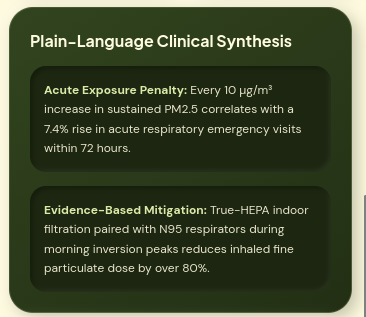 Plain-Language Clinical Synthesis
Acute Exposure Penalty: Every 10 µg/m³
increase in sustained PM2.5 correlates with a
7.4% rise in acute respiratory emergency visits
within 72 hours.
Evidence-Based Mitigation: True-HEPA indoor
filtration paired with N95 respirators during
morning inversion peaks reduces inhaled fine
particulate dose by over 80%.